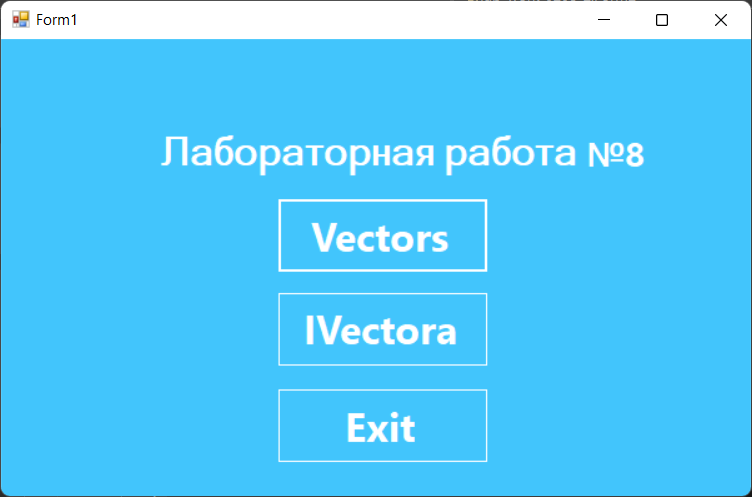 Form1
Лабораторная работа №8
Vectors
IVectora
Exit